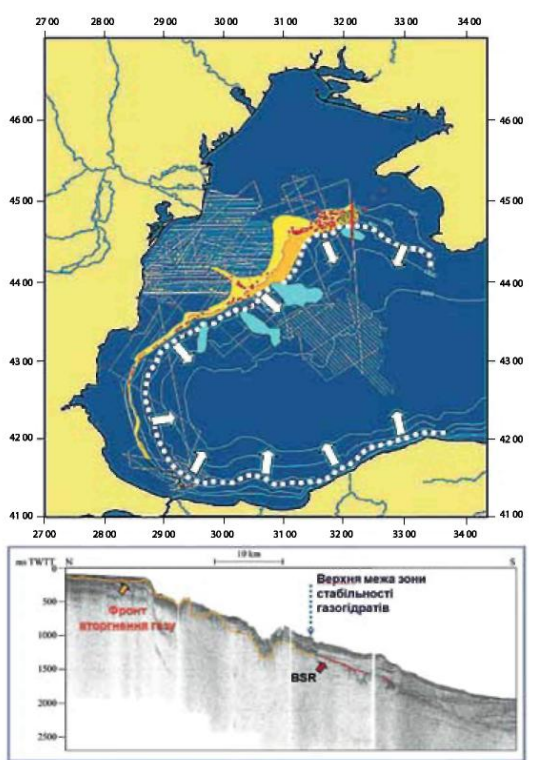 27 00 28 00 29 00 30 00 31 00 32 00 33 00 34 00
46 00 46 00
45 00 45 00
44 00 44 00
43 00 43 00
42 00 42 00
41 00 41 00
27 00 28 00 29 00 30 00 31 00 32 00 33 00 34 00
ms TWTT N 10 km S
0
500
1000
1500
2000
2500
Фронт
вторгнення газу
Верхня межа зони
стабільності
газогідратів
BSR